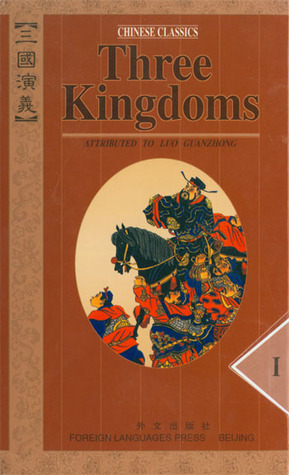 【三國演義】
CHINESE CLASSICS
Three
Kingdoms
ATTRIBUTED TO LUO GUANZHONG
I
外文出版社
FOREIGN LANGUAGES PRESS BEIJING